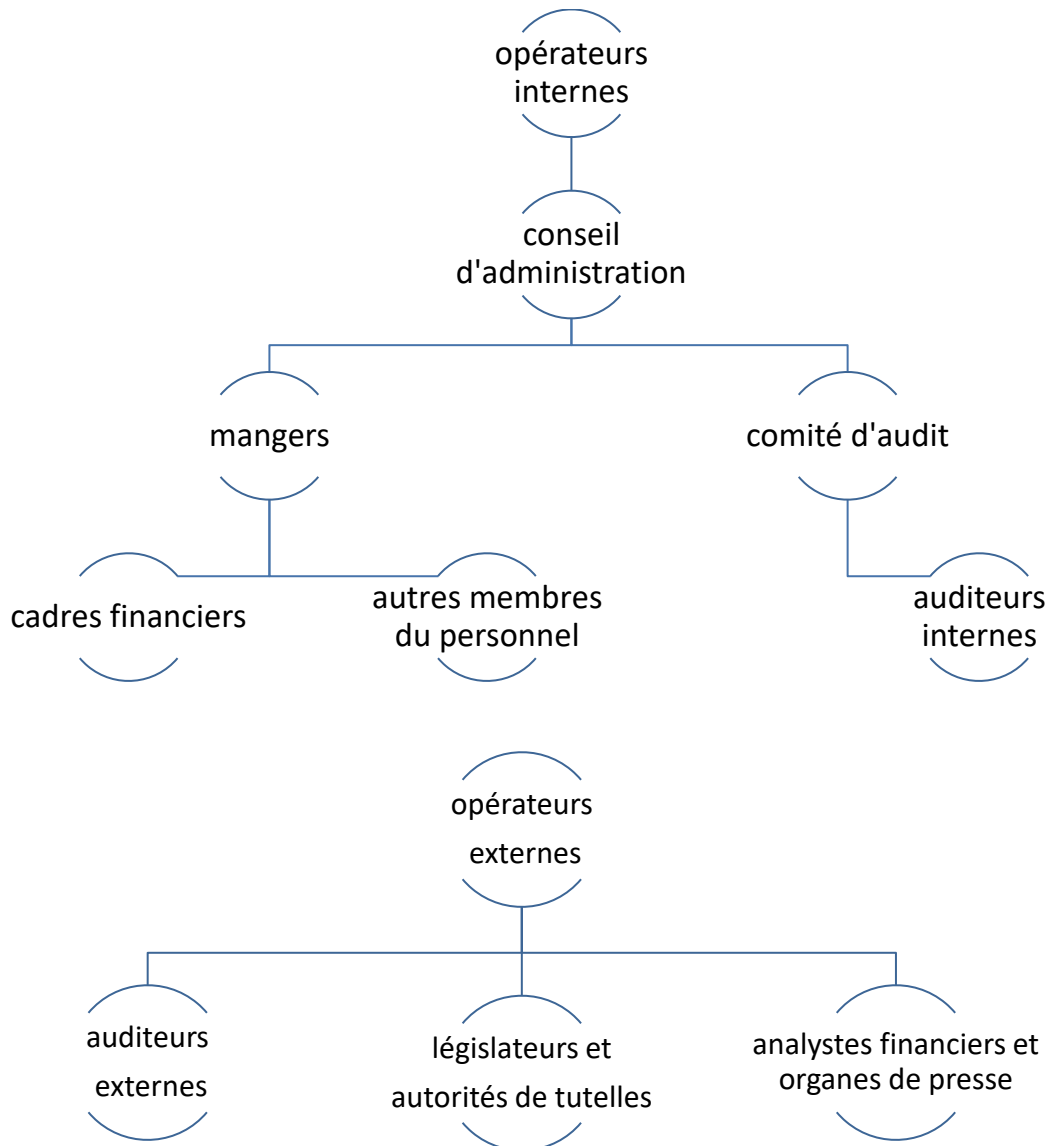 opérateurs
internes
conseil
d'administration
mangers
comité d'audit
cadres financiers
autres membres
du personnel
auditeurs
internes
opérateurs
externes
auditeurs
externes
législateurs et
autorités de tutelles
analystes financiers et
organes de presse